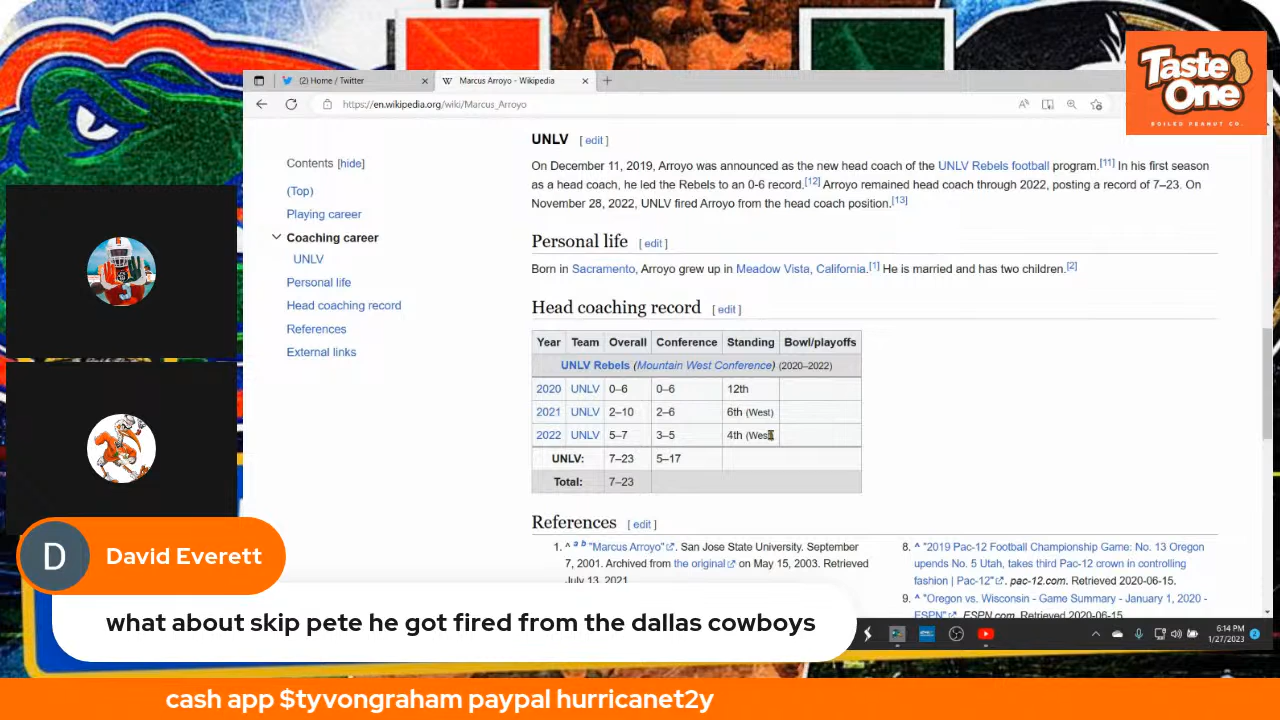 Taste
One
BOILED PEANUT CO.
(2) Home / Twitter
Marcus Arroyo - Wikipedia
https://en.wikipedia.org/wiki/Marcus_Arroyo
Contents [hide]
(Top)
Playing career
Coaching career
UNLV
Personal life
Head coaching record
References
External links
UNLV [ edit ]
On December 11, 2019, Arroyo was announced as the new head coach of the UNLV Rebels football program.[11] In his first season
as a head coach, he led the Rebels to an 0-6 record.[12] Arroyo remained head coach through 2022, posting a record of 7–23. On
November 28, 2022, UNLV fired Arroyo from the head coach position.[13]
Personal life [ edit ]
Born in Sacramento, Arroyo grew up in Meadow Vista, California.[1] He is married and has two children.[2]
Head coaching record [ edit ]
Year Team Overall Conference Standing Bowl/playoffs
UNLV Rebels (Mountain West Conference) (2020–2022)
2020 UNLV 0–6 0–6 12th
2021 UNLV 2–10 2–6 6th (West)
2022 UNLV 5–7 3–5 4th (West)
UNLV: 7–23 5–17
Total: 7–23
References [ edit ]
1. ^ a b "Marcus Arroyo". San Jose State University. September
7, 2001. Archived from the original on May 15, 2003. Retrieved
July 13, 2021.
8. ^ "2019 Pac-12 Football Championship Game: No. 13 Oregon
upends No. 5 Utah, takes third Pac-12 crown in controlling
fashion | Pac-12". pac-12.com. Retrieved 2020-06-15.
9. ^ "Oregon vs. Wisconsin - Game Summary - January 1, 2020 -
ESPN". ESPN.com. Retrieved 2020-06-15.
6:14 PM
1/27/2023
D
David Everett
what about skip pete he got fired from the dallas cowboys
cash app $tyvongraham paypal hurricanet2y